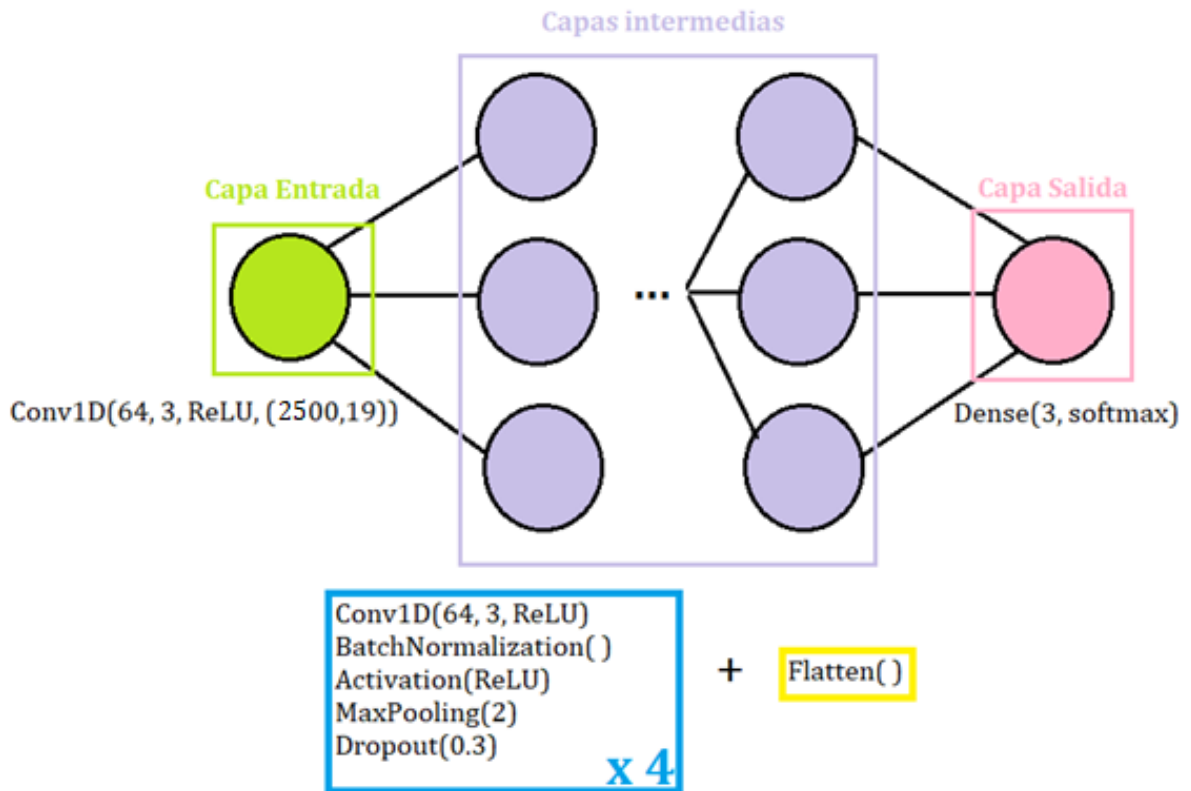 Capas intermedias
Capa Entrada
Capa Salida
...
Conv1D(64, 3, ReLU, (2500,19))
Dense(3, softmax)
Conv1D(64, 3, ReLU)
BatchNormalization( )
Activation(ReLU)
MaxPooling(2)
Dropout(0.3)
x 4
+
Flatten( )